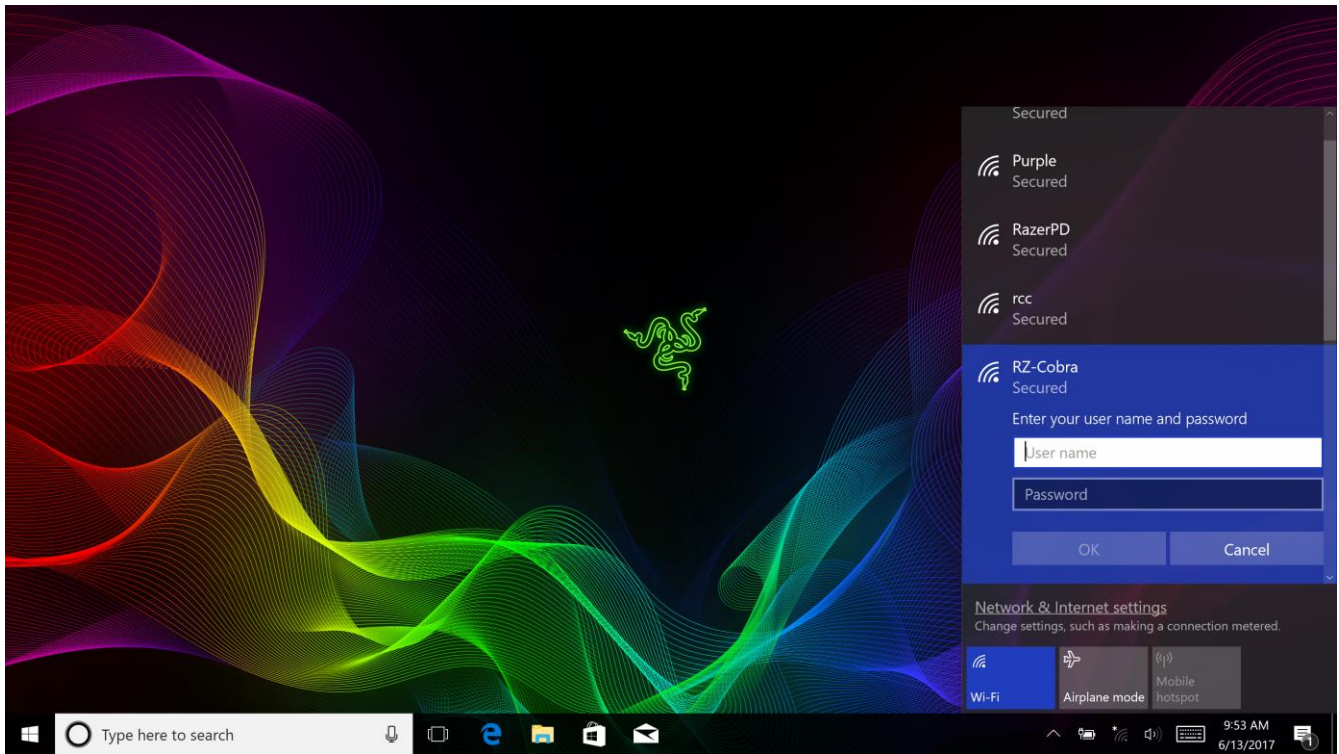 Secured
Purple
Secured
RazerPD
Secured
rcc
Secured
RZ-Cobra
Secured
Enter your user name and password
User name
Password
OK
Cancel
Network & Internet settings
Change settings, such as making a connection metered.
Wi-Fi
Airplane mode
Mobile
hotspot
Type here to search
9:53 AM
6/13/2017
1